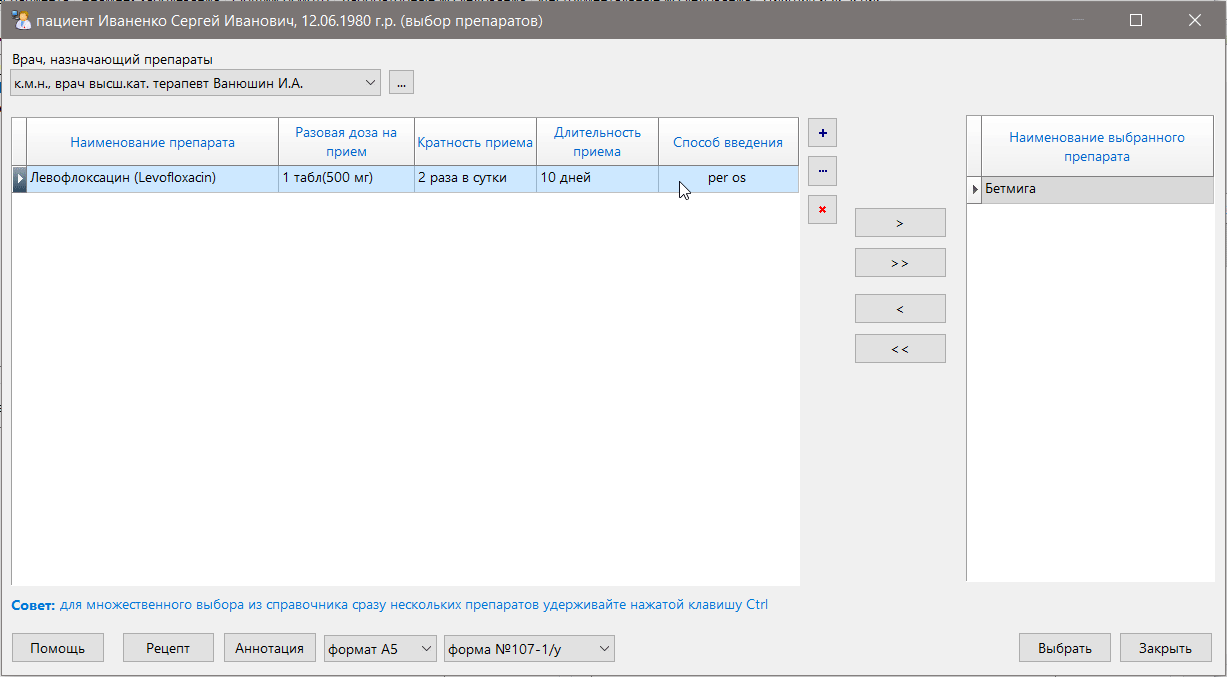 пациент Иваненко Сергей Иванович, 12.06.1980 г.р. (выбор препаратов)
Врач, назначающий препараты
к.м.н., врач высш.кат. терапевт Ванюшин И.А.
...
Наименование препарата
Разовая доза на
прием
Кратность приема
Длительность
приема
Способ введения
Левофлоксацин (Levofloxacin)
1 табл(500 мг)
2 раза в сутки
10 дней
per os
+
...
>
>>
<
<<
Наименование выбранного
препарата
Бетмига
Совет: для множественного выбора из справочника сразу нескольких препаратов удерживайте нажатой клавишу Ctrl
Помощь
Рецепт
Аннотация
формат А5
форма №107-1/у
Выбрать
Закрыть